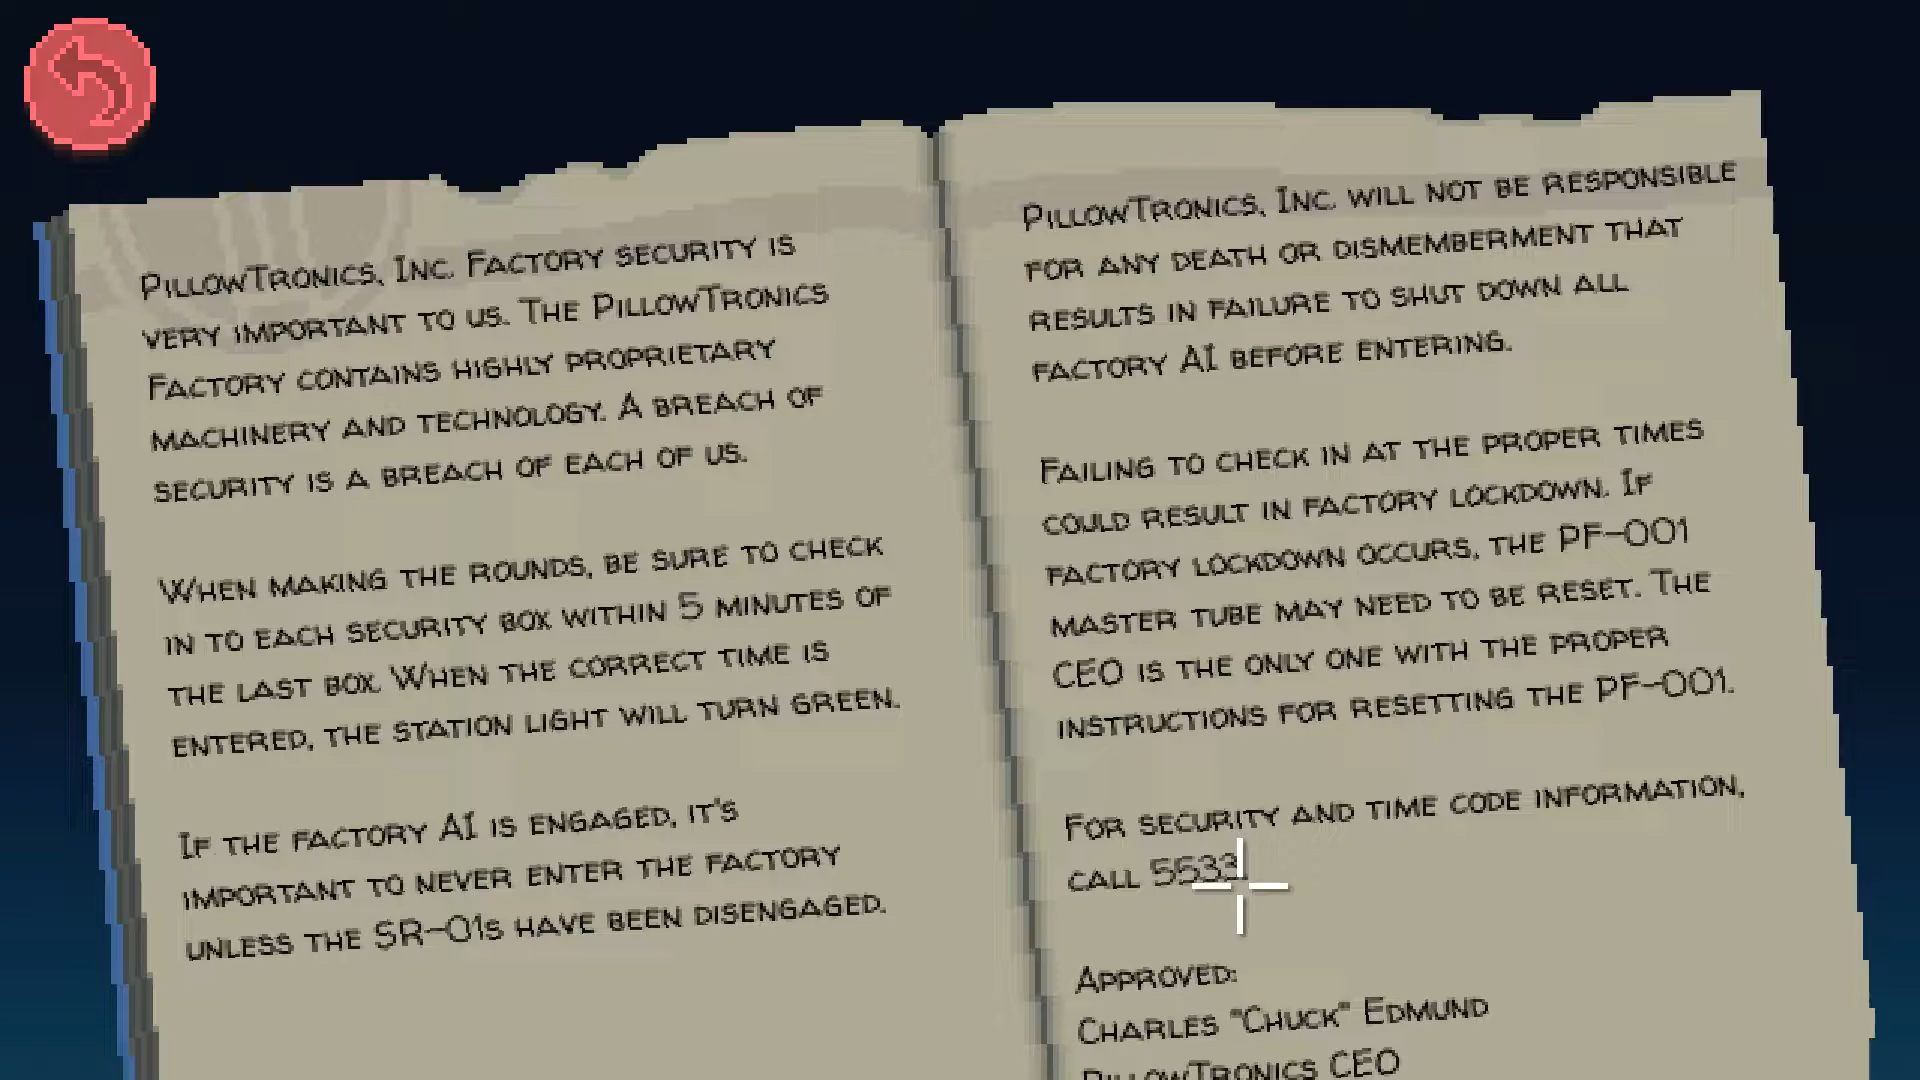 PillowTronics, Inc. Factory security is
very important to us. The PillowTronics
Factory contains highly proprietary
machinery and technology. A breach of
security is a breach of each of us.
When making the rounds, be sure to check
in to each security box within 5 minutes of
the last box. When the correct time is
entered, the station light will turn green.
If the factory AI is engaged, it's
important to never enter the factory
unless the SR-01s have been disengaged.
PillowTronics, Inc. will not be responsible
for any death or dismemberment that
results in failure to shut down all
factory AI before entering.
Failing to check in at the proper times
could result in factory lockdown. If
factory lockdown occurs, the PF-001
master tube may need to be reset. The
CEO is the only one with the proper
instructions for resetting the PF-001.
For security and time code information,
call 5533.
Approved:
Charles "Chuck" Edmund
PillowTronics CEO